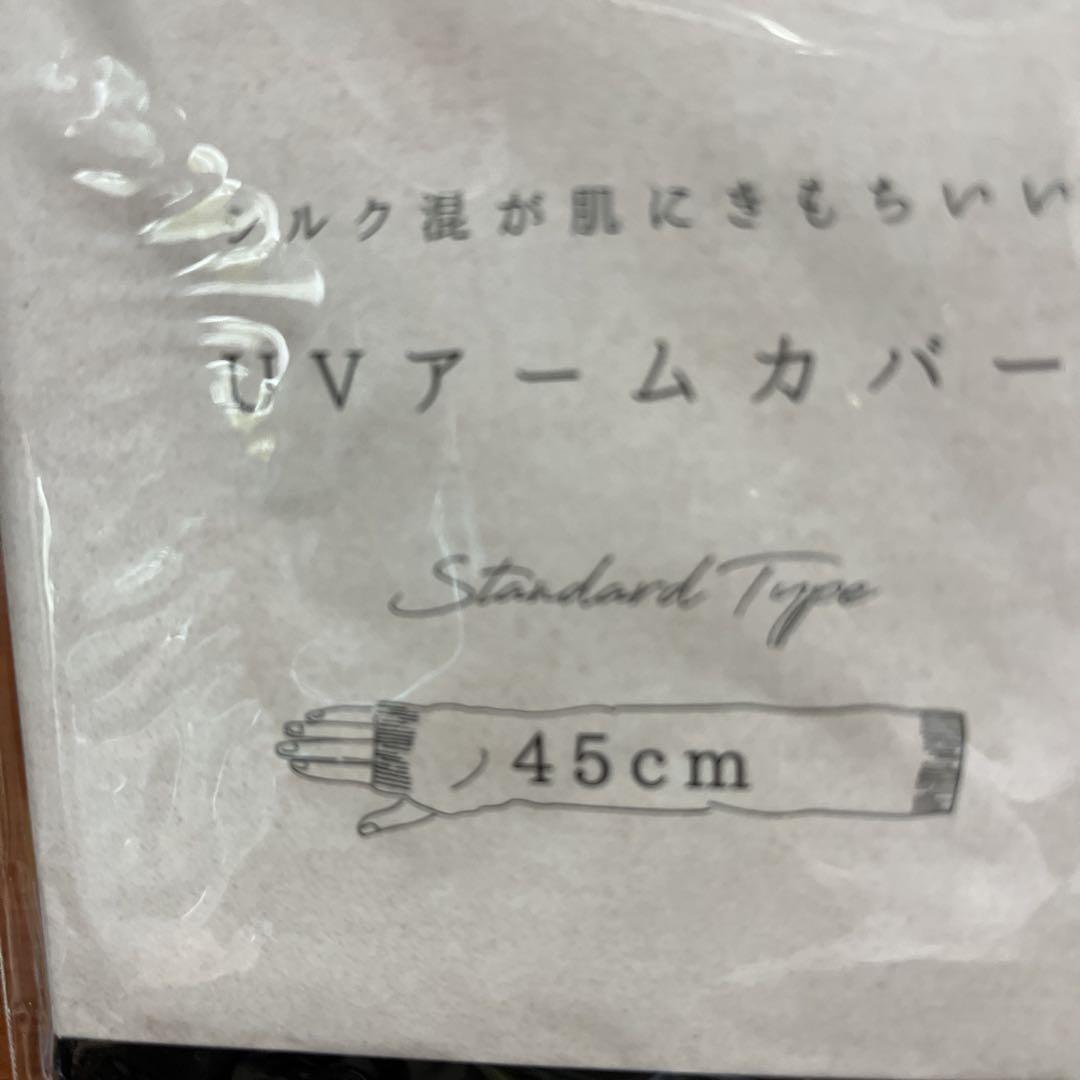 シルク混が肌にきもちいい
UVアームカバー
Standard Type
45cm